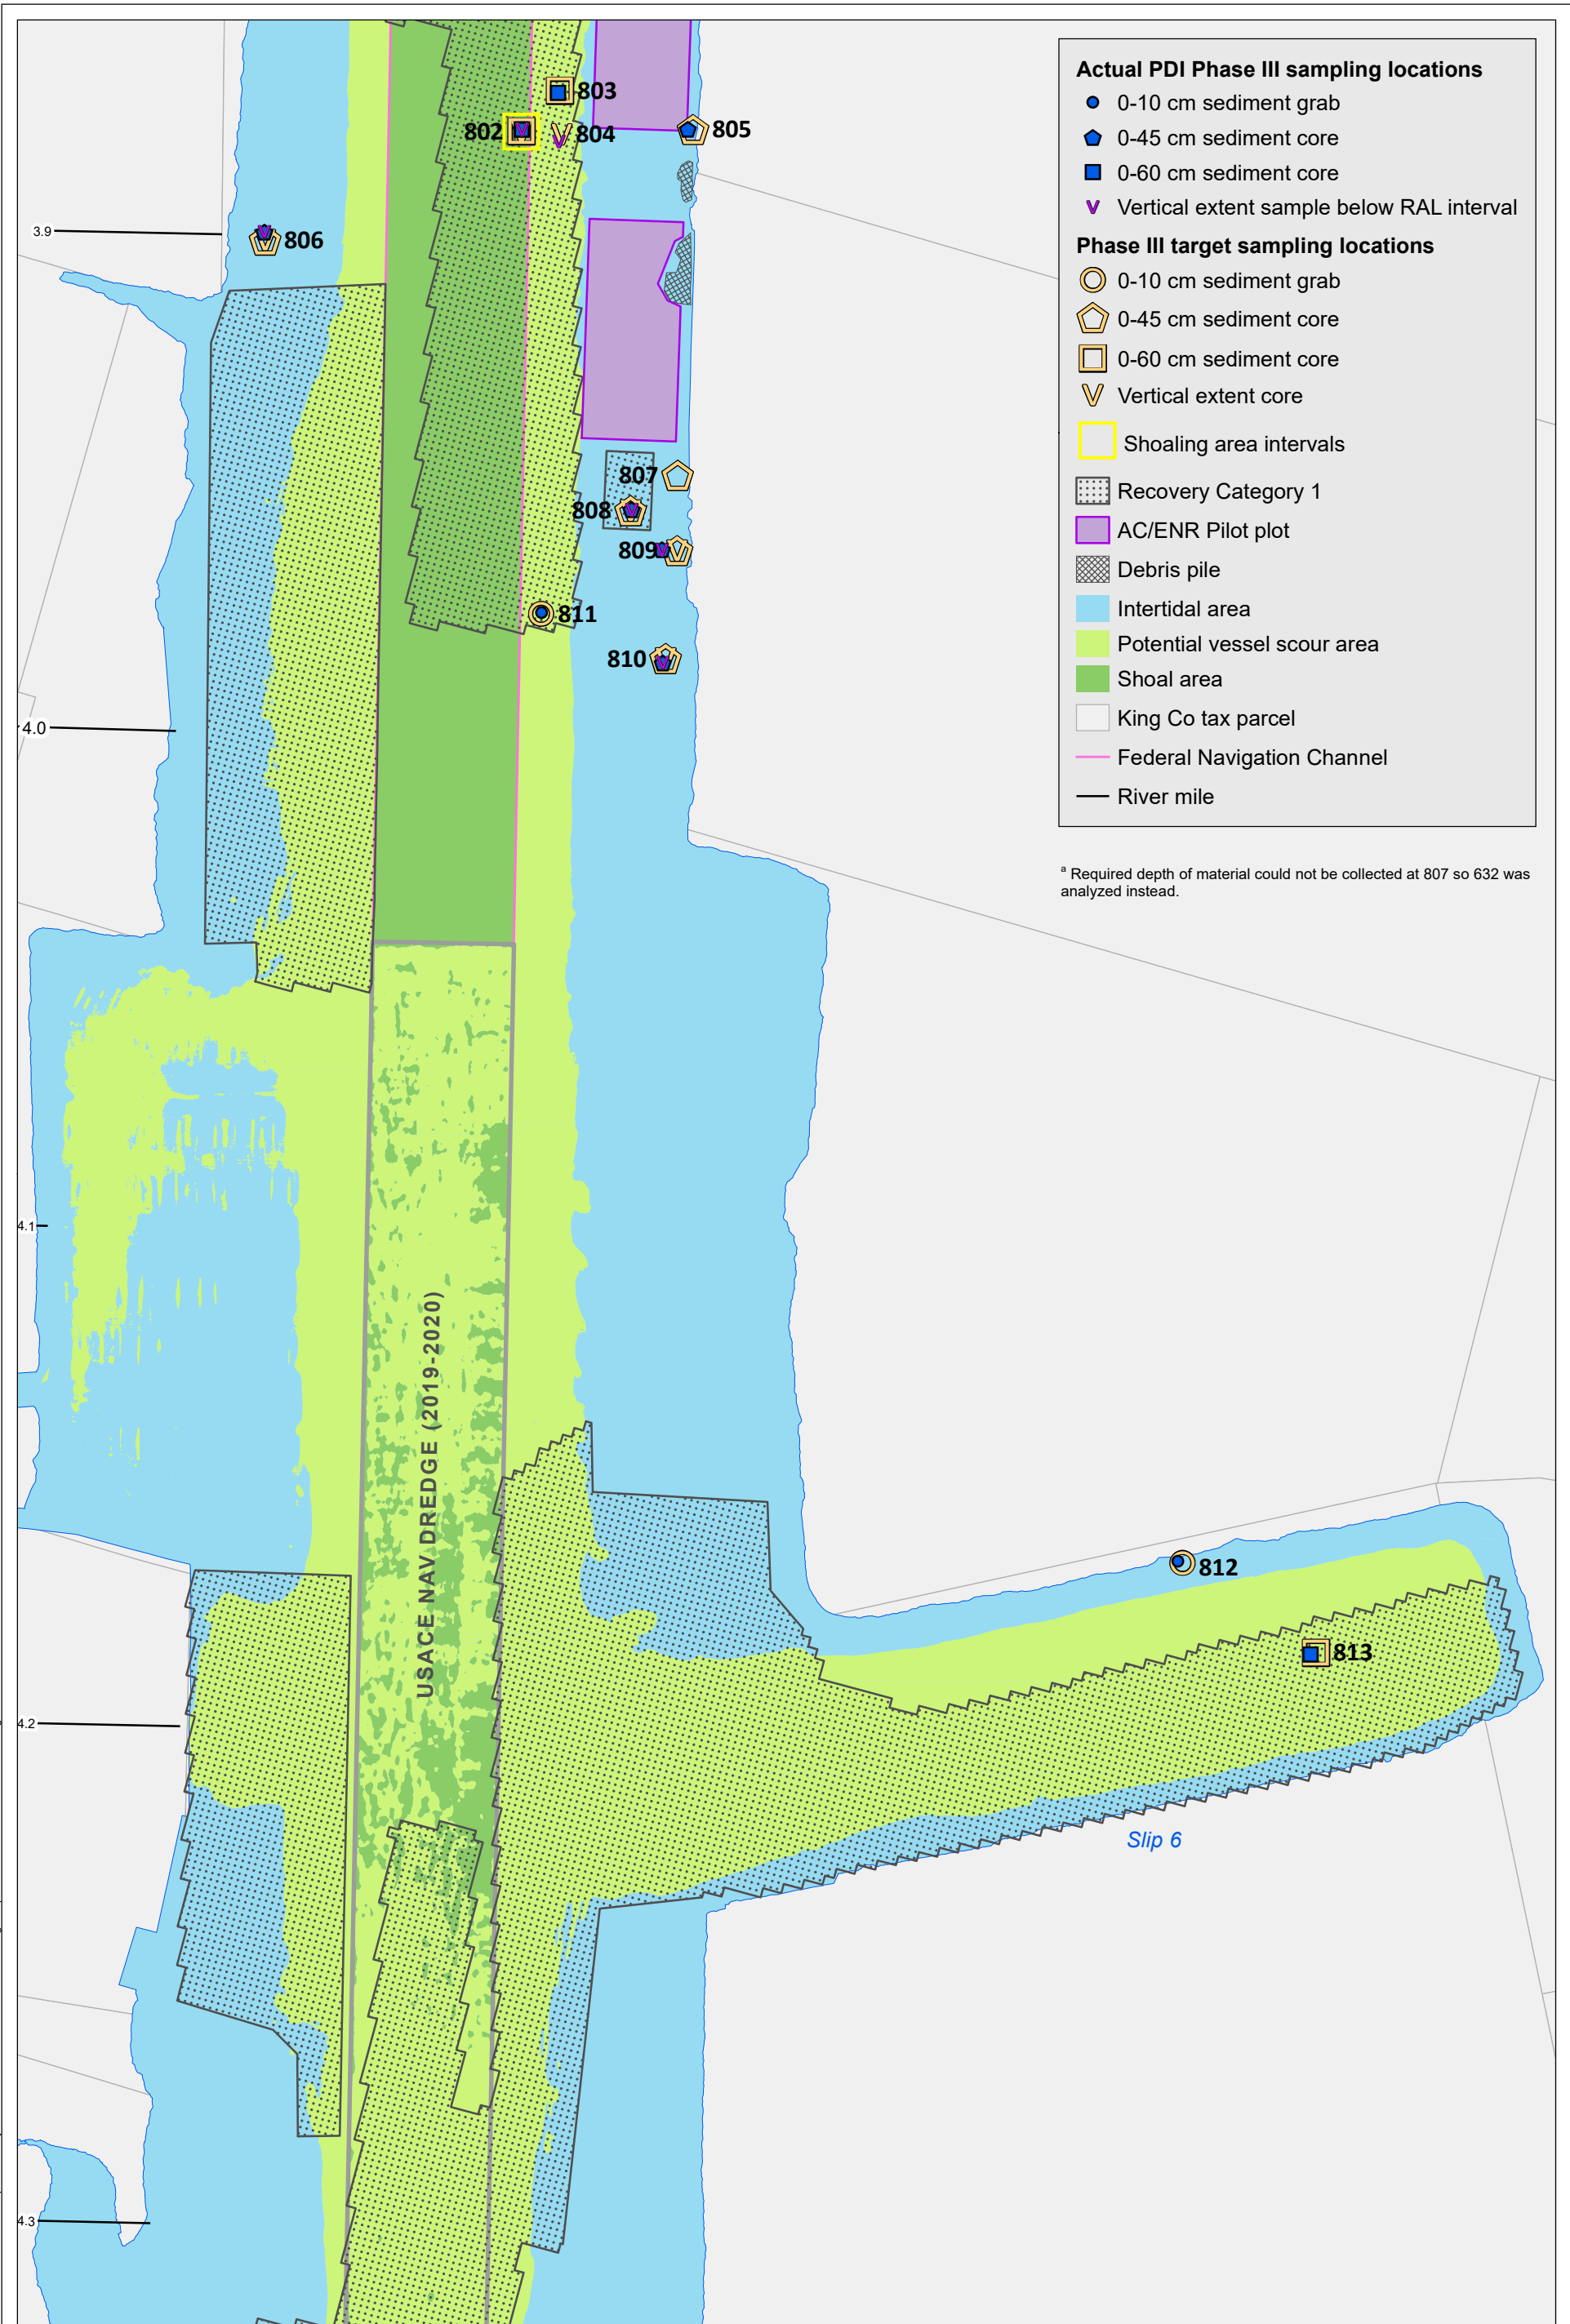 Actual PDI Phase III sampling locations
0-10 cm sediment grab
0-45 cm sediment core
0-60 cm sediment core
Vertical extent sample below RAL interval
Phase III target sampling locations
0-10 cm sediment grab
0-45 cm sediment core
0-60 cm sediment core
Vertical extent core
Shoaling area intervals
Recovery Category 1
AC/ENR Pilot plot
Debris pile
Intertidal area
Potential vessel scour area
Shoal area
King Co tax parcel
Federal Navigation Channel
River mile
a Required depth of material could not be collected at 807 so 632 was
analyzed instead.
803
802
804
805
3.9
806
807
808
809
811
810
4.0
4.1
USACE NAV DREDGE (2019-2020)
812
813
4.2
Slip 6
4.3